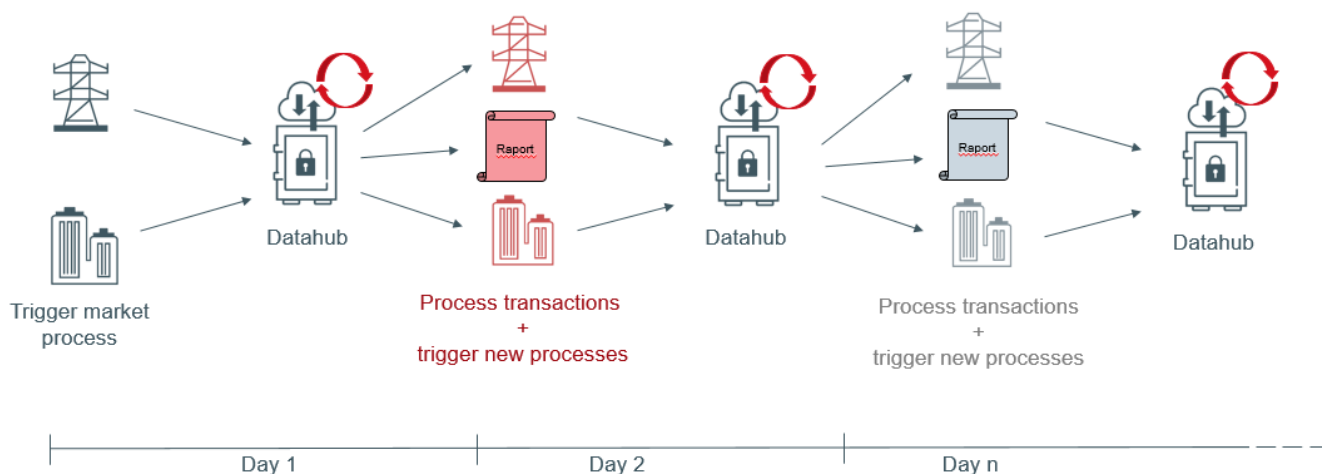 Raport
Raport
Datahub
Datahub
Datahub
Trigger market
process
Process transactions
+
trigger new processes
Process transactions
+
trigger new processes
Day 1
Day 2
Day n